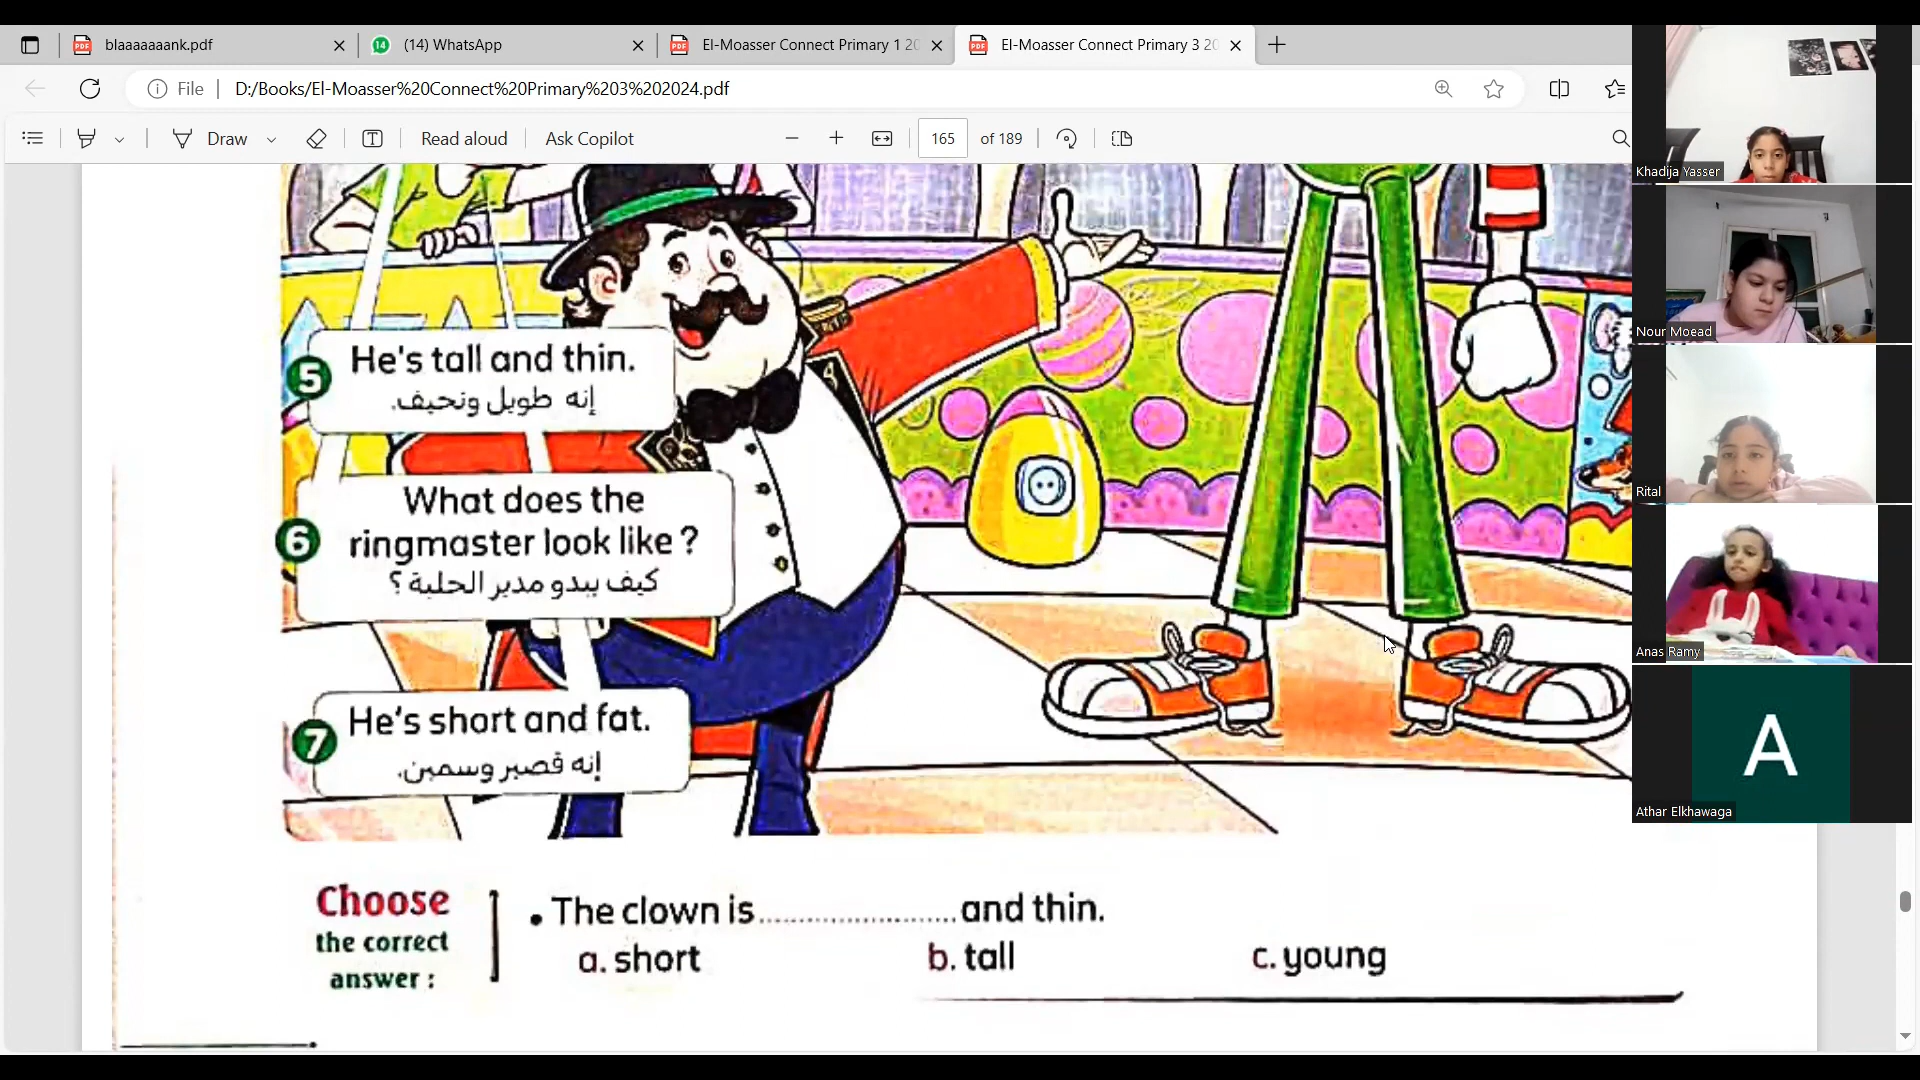 blaaaaaaank.pdf
14
(14) WhatsApp
El-Moasser Connect Primary 1 20
El-Moasser Connect Primary 3 20
File
D:/Books/El-Moasser%20Connect%20Primary%203%202024.pdf
Draw
Read aloud
Ask Copilot
165
of 189
5
He's tall and thin.
إنه طويل ونحيف.
6
What does the
ringmaster look like ?
كيف يبدو مدير الحلبة ؟
7
He's short and fat.
إنه قصير وسمين.
Choose
the correct
answer :
• The clown is....................and thin.
a. short
b. tall
c. young
Khadija Yasser
Nour Moead
Rital
Anas Ramy
A
Athar Elkhawaga